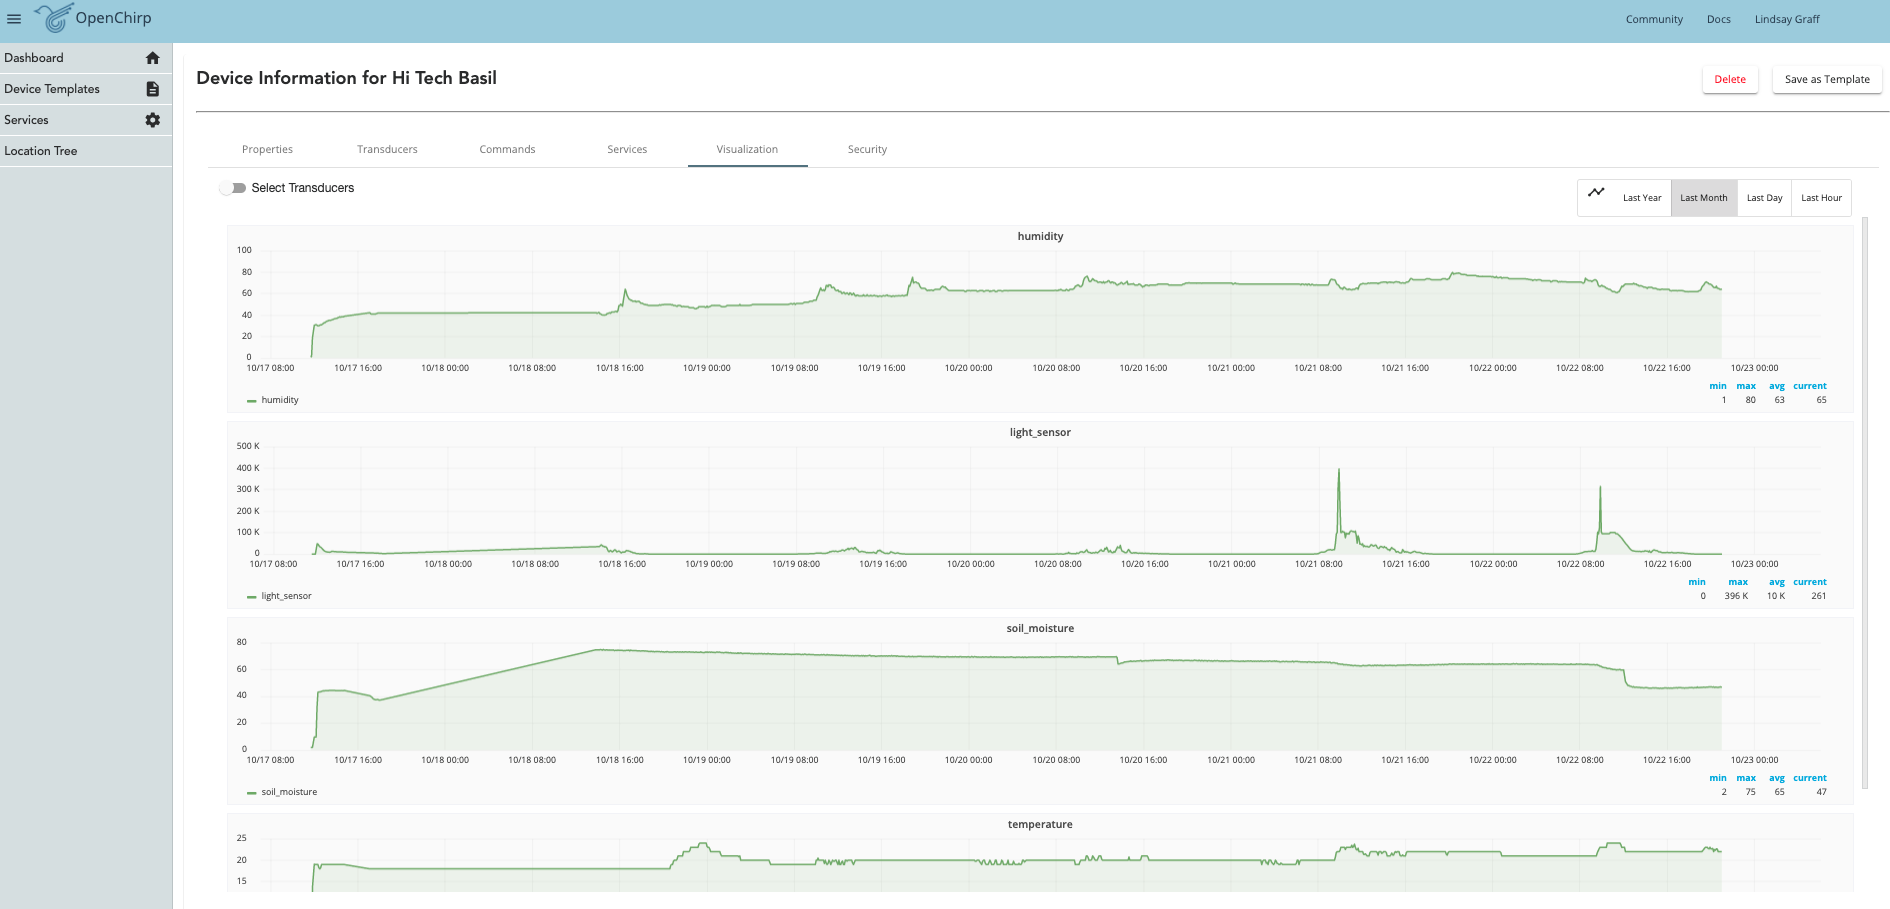 OpenChirp
Community Docs Lindsay Graff
Dashboard
Device Templates
Services
Location Tree
Device Information for Hi Tech Basil
Delete Save as Template
Properties Transducers Commands Services Visualization Security
Select Transducers
Last Year Last Month Last Day Last Hour
humidity
100
80
60
40
20
0
10/17 08:00 10/17 16:00 10/18 00:00 10/18 08:00 10/18 16:00 10/19 00:00 10/19 08:00 10/19 16:00 10/20 00:00 10/20 08:00 10/20 16:00 10/21 00:00 10/21 08:00 10/21 16:00 10/22 00:00 10/22 08:00 10/22 16:00 10/23 00:00
min max avg current
humidity 1 80 63 65
light_sensor
500 K
400 K
300 K
200 K
100 K
0
10/17 08:00 10/17 16:00 10/18 00:00 10/18 08:00 10/18 16:00 10/19 00:00 10/19 08:00 10/19 16:00 10/20 00:00 10/20 08:00 10/20 16:00 10/21 00:00 10/21 08:00 10/21 16:00 10/22 00:00 10/22 08:00 10/22 16:00 10/23 00:00
min max avg current
light_sensor 0 396 K 10 K 261
soil_moisture
80
60
40
20
0
10/17 08:00 10/17 16:00 10/18 00:00 10/18 08:00 10/18 16:00 10/19 00:00 10/19 08:00 10/19 16:00 10/20 00:00 10/20 08:00 10/20 16:00 10/21 00:00 10/21 08:00 10/21 16:00 10/22 00:00 10/22 08:00 10/22 16:00 10/23 00:00
min max avg current
soil_moisture 2 75 65 47
temperature
25
20
15